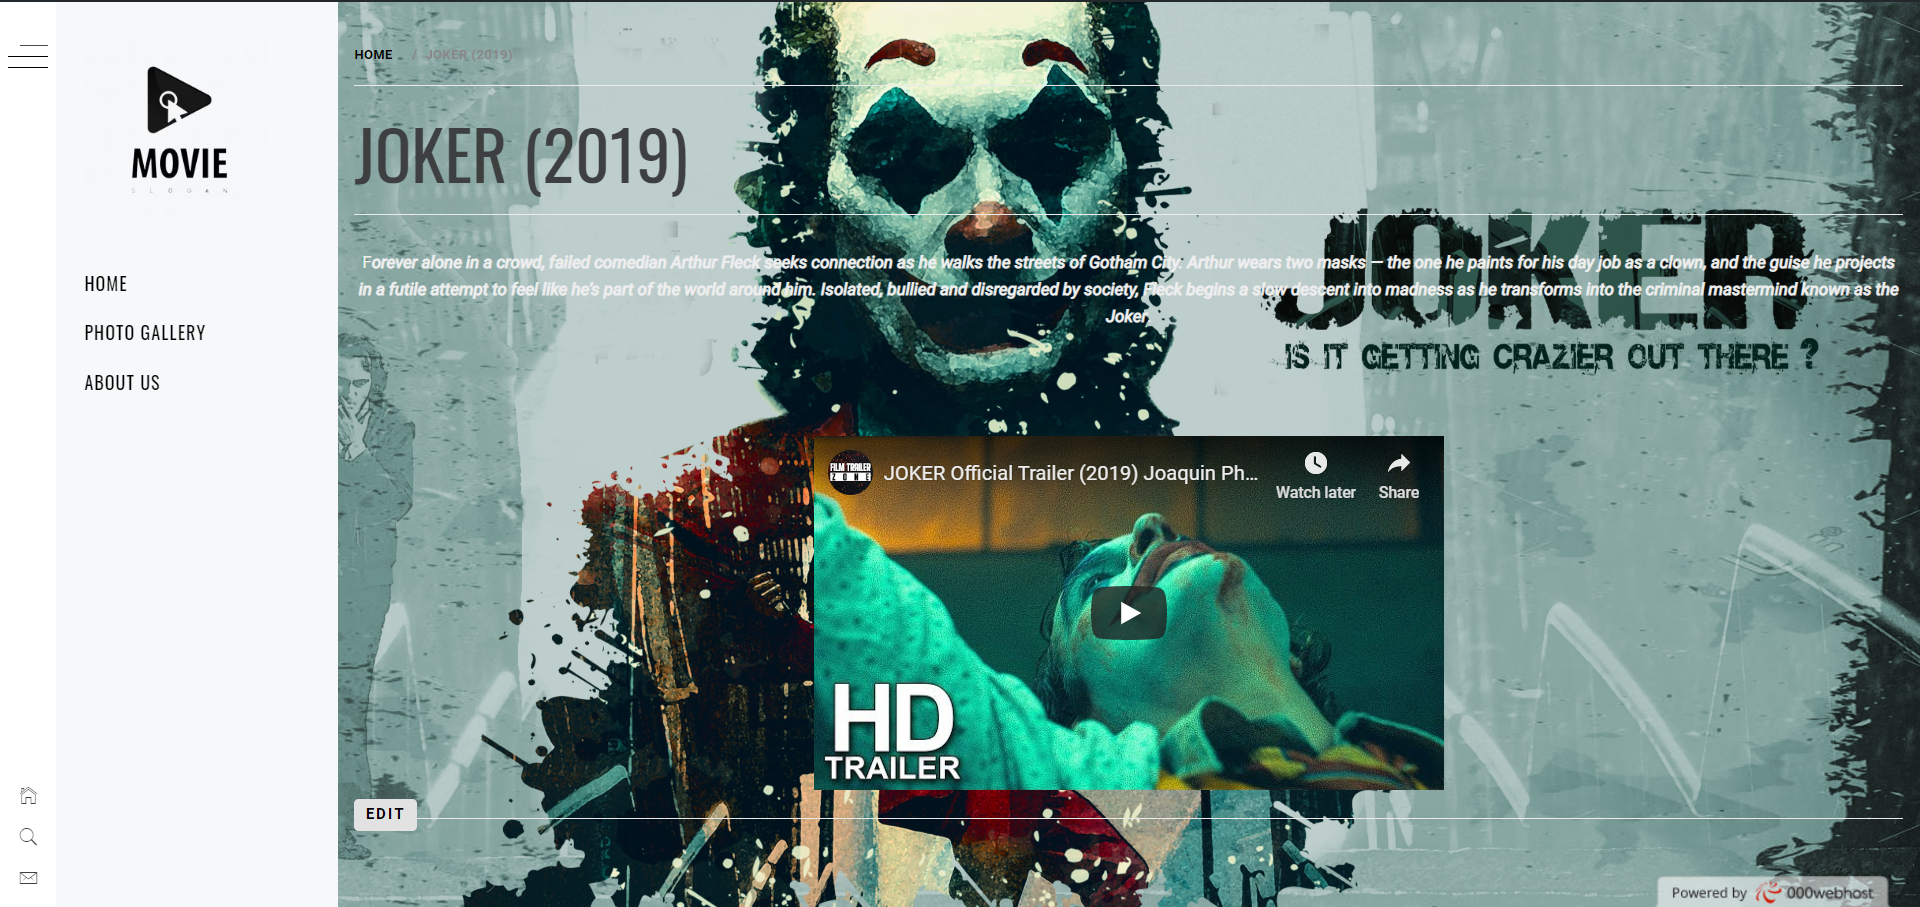 HOME / JOKER (2019)
MOVIE
SLOGAN
JOKER (2019)
HOME
PHOTO GALLERY
ABOUT US
Forever alone in a crowd, failed comedian Arthur Fleck seeks connection as he walks the streets of Gotham City. Arthur wears two masks — the one he paints for his day job as a clown, and the guise he projects
in a futile attempt to feel like he's part of the world around him. Isolated, bullied and disregarded by society, Fleck begins a slow descent into madness as he transforms into the criminal mastermind known as the
Joker.
JOKER
IS IT GETTING CRAZIER OUT THERE ?
FILM TRAILER
ZONE
JOKER Official Trailer (2019) Joaquin Ph...
Watch later
Share
HD
TRAILER
EDIT
Powered by 000webhost